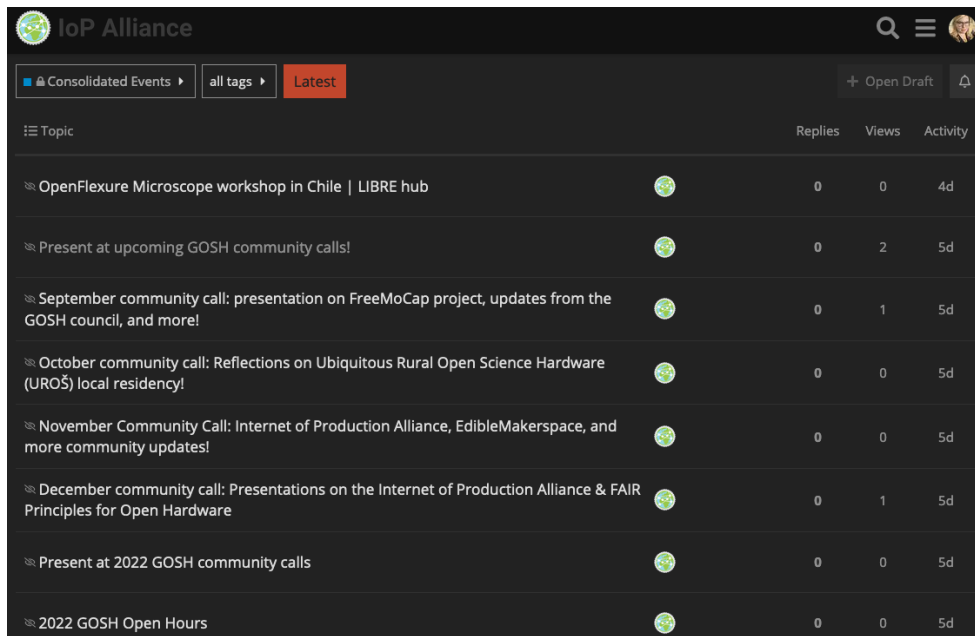 IoP Alliance
Consolidated Events
all tags
Latest
+ Open Draft
Topic
Replies
Views
Activity
OpenFlexure Microscope workshop in Chile | LIBRE hub
0
0
4d
Present at upcoming GOSH community calls!
0
2
5d
September community call: presentation on FreeMoCap project, updates from the
GOSH council, and more!
0
1
5d
October community call: Reflections on Ubiquitous Rural Open Science Hardware
(UROŠ) local residency!
0
0
5d
November Community Call: Internet of Production Alliance, EdibleMakerspace, and
more community updates!
0
0
5d
December community call: Presentations on the Internet of Production Alliance & FAIR
Principles for Open Hardware
0
1
5d
Present at 2022 GOSH community calls
0
0
5d
2022 GOSH Open Hours
0
0
5d